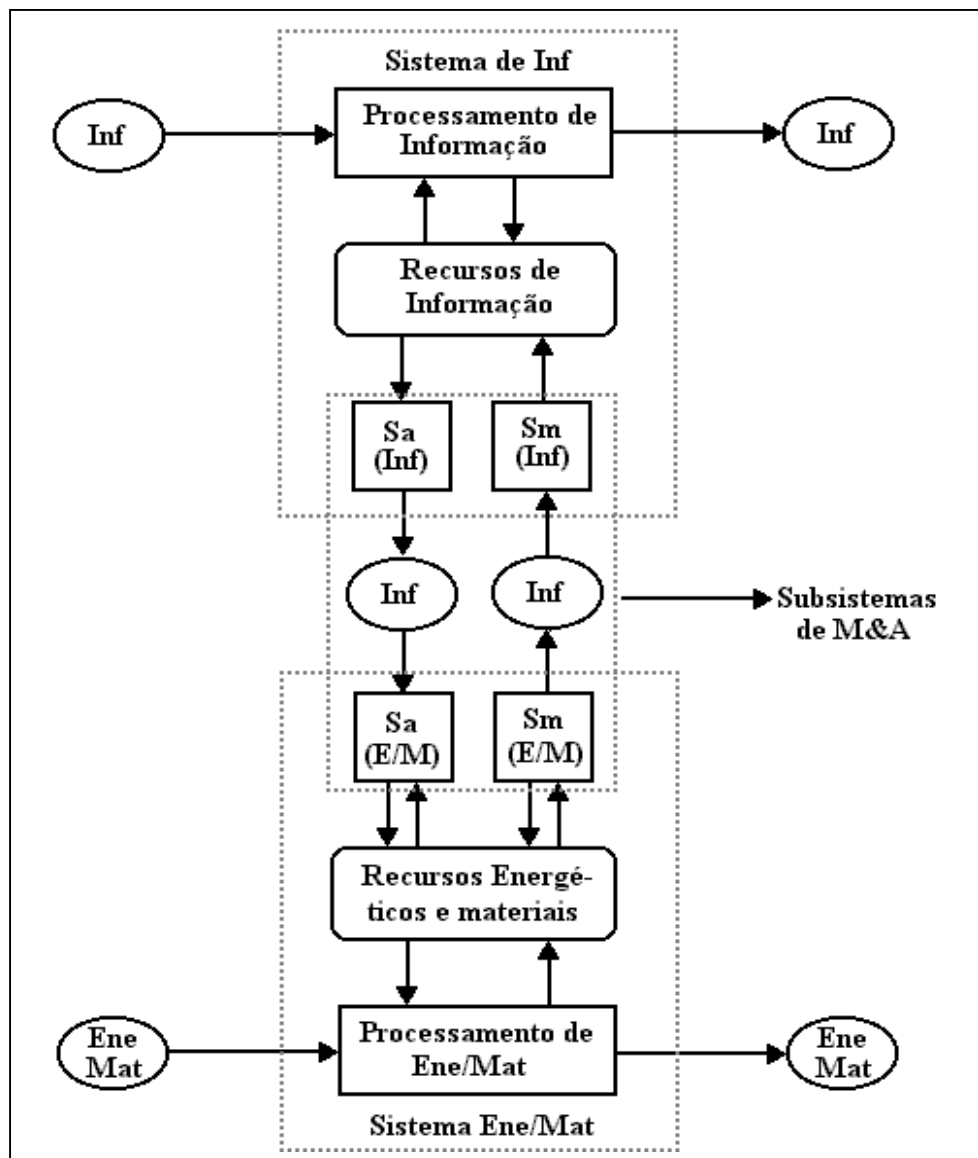 Sistema de Inf
Inf
Processamento de
Informação
Inf
Recursos de
Informação
Sa
(Inf)
Sm
(Inf)
Inf
Inf
Subsistemas
de M&A
Sa
(E/M)
Sm
(E/M)
Recursos Energé-
ticos e materiais
Ene
Mat
Processamento de
Ene/Mat
Ene
Mat
Sistema Ene/Mat